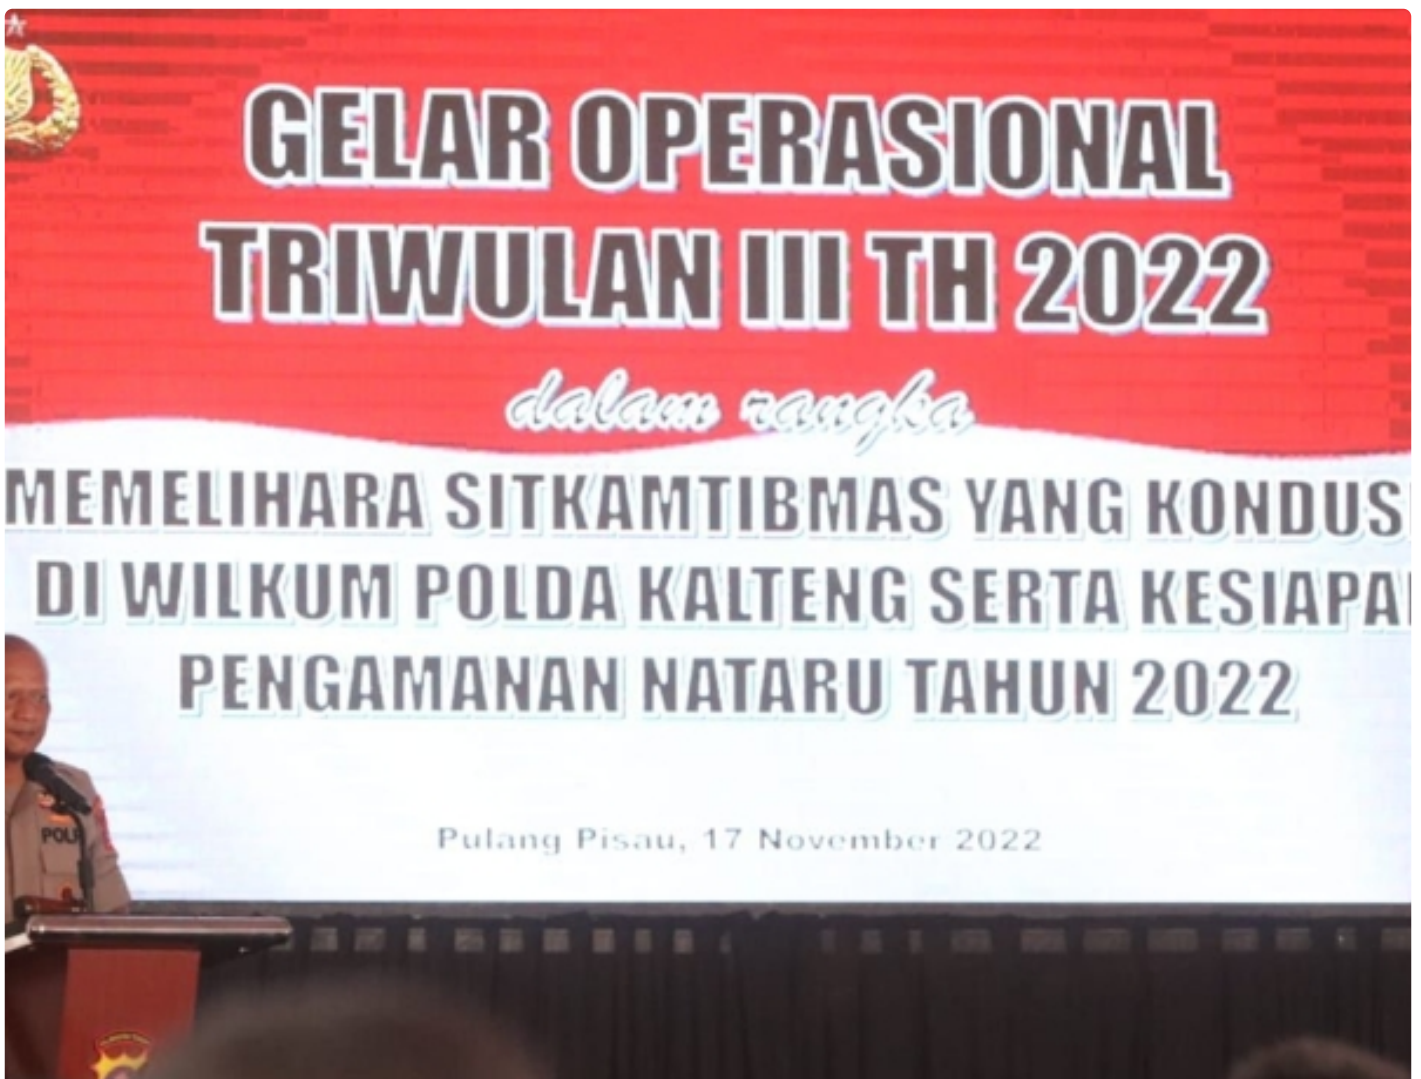 GELAR OPERASIONAL
TRIWULAN III TH 2022
dalam rangka
MEMELIHARA SITKAMTIBMAS YANG KONDUSI
DI WILKUM POLDA KALTENG SERTA KESIAPA
PENGAMANAN NATARU TAHUN 2022
Pulang Pisau, 17 November 2022
POL